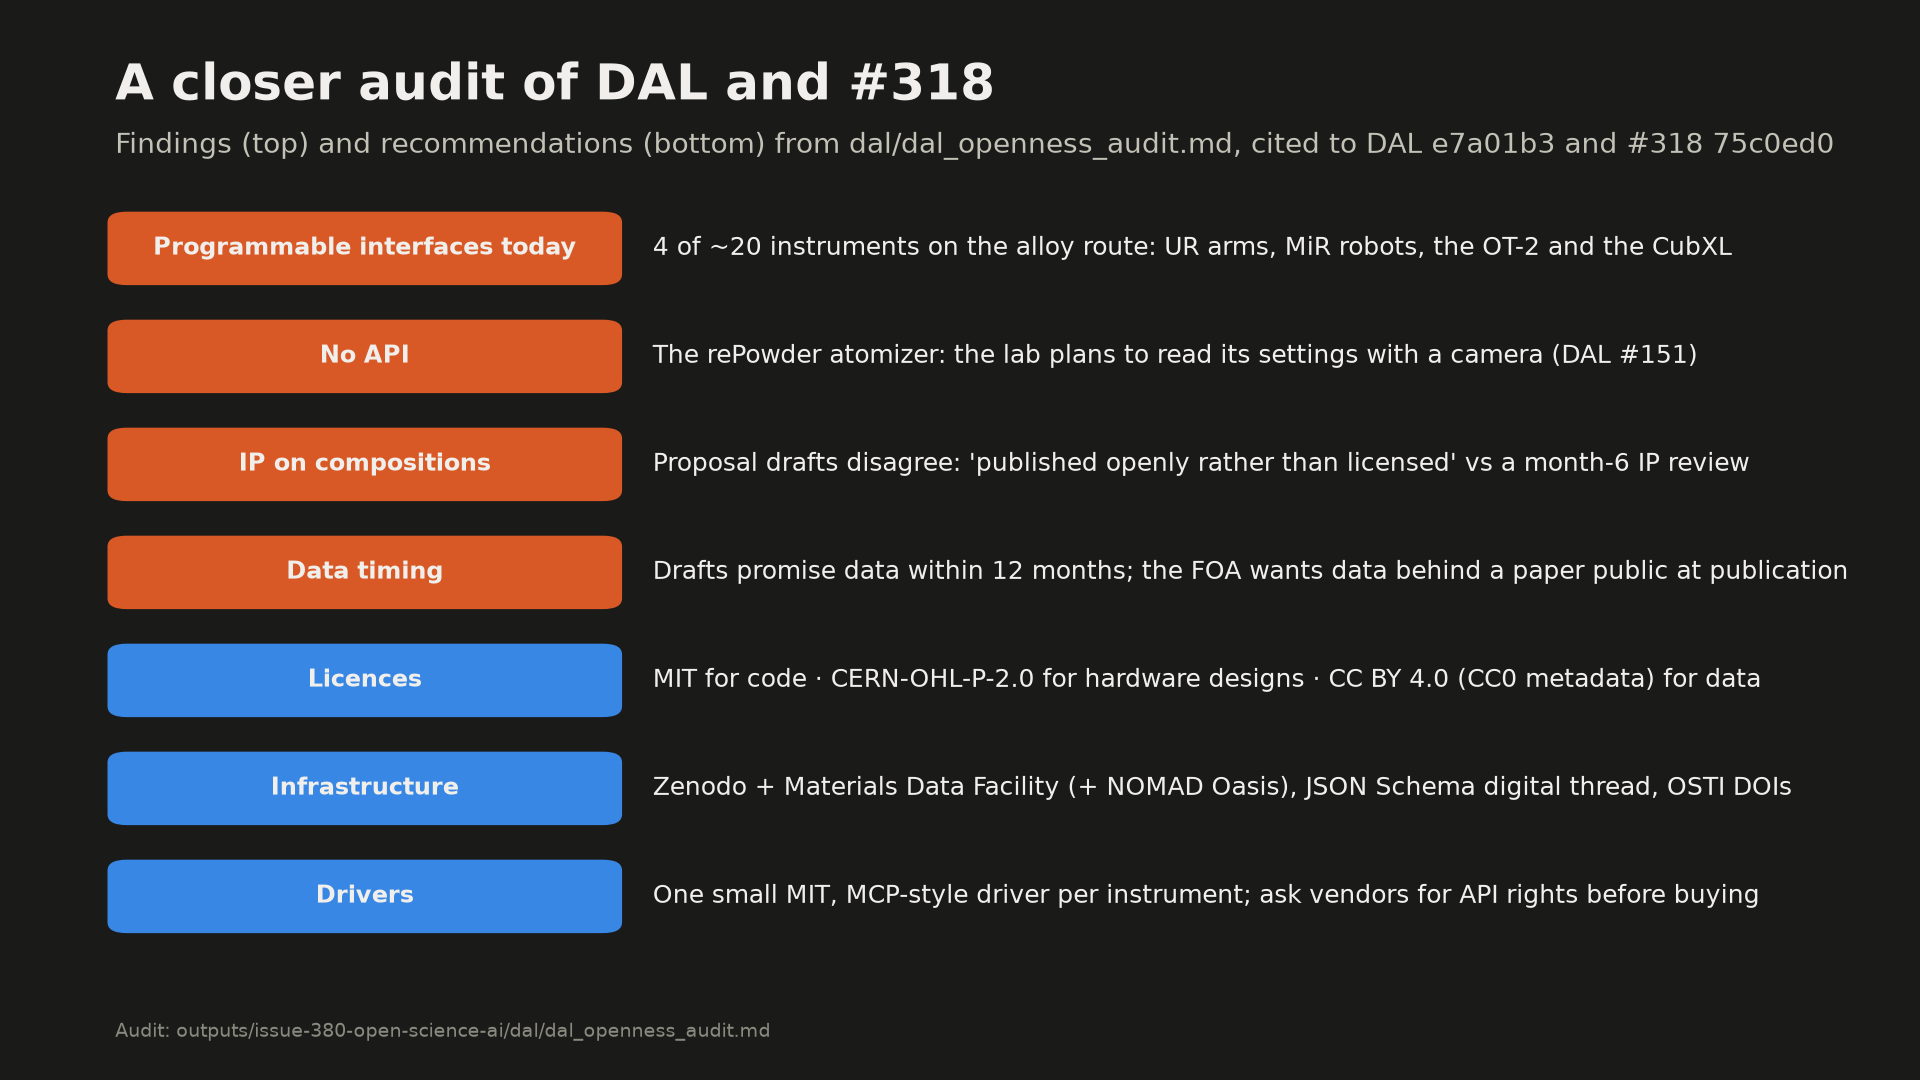 A closer audit of DAL and #318
Findings (top) and recommendations (bottom) from dal/dal_openness_audit.md, cited to DAL e7a01b3 and #318 75c0ed0
Programmable interfaces today
4 of ~20 instruments on the alloy route: UR arms, MiR robots, the OT-2 and the CubXL
No API
The rePowder atomizer: the lab plans to read its settings with a camera (DAL #151)
IP on compositions
Proposal drafts disagree: 'published openly rather than licensed' vs a month-6 IP review
Data timing
Drafts promise data within 12 months; the FOA wants data behind a paper public at publication
Licences
MIT for code · CERN-OHL-P-2.0 for hardware designs · CC BY 4.0 (CC0 metadata) for data
Infrastructure
Zenodo + Materials Data Facility (+ NOMAD Oasis), JSON Schema digital thread, OSTI DOIs
Drivers
One small MIT, MCP-style driver per instrument; ask vendors for API rights before buying
Audit: outputs/issue-380-open-science-ai/dal/dal_openness_audit.md